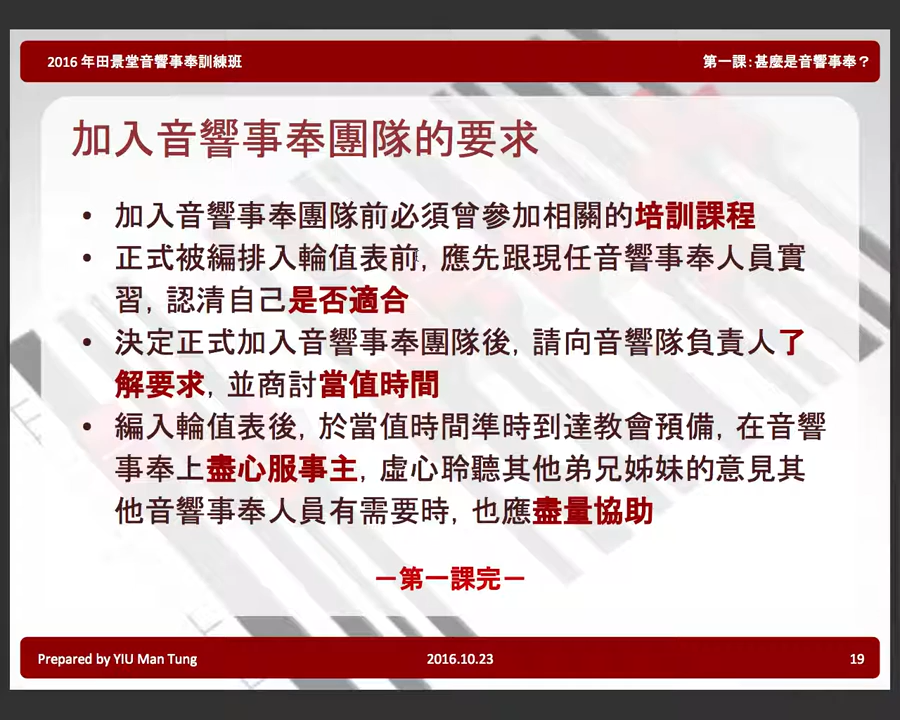 2016 年田景堂音響事奉訓練班
第一課：甚麼是音響事奉？
加入音響事奉團隊的要求
• 加入音響事奉團隊前必須曾參加相關的培訓課程
• 正式被編排入輪值表前，應先跟現任音響事奉人員實
習，認清自己是否適合
• 決定正式加入音響事奉團隊後，請向音響隊負責人了
解要求，並商討當值時間
• 編入輪值表後，於當值時間準時到達教會預備，在音響
事奉上盡心服事主，虛心聆聽其他弟兄姊妹的意見其
他音響事奉人員有需要時，也應盡量協助
－第一課完－
Prepared by YIU Man Tung
2016.10.23
19